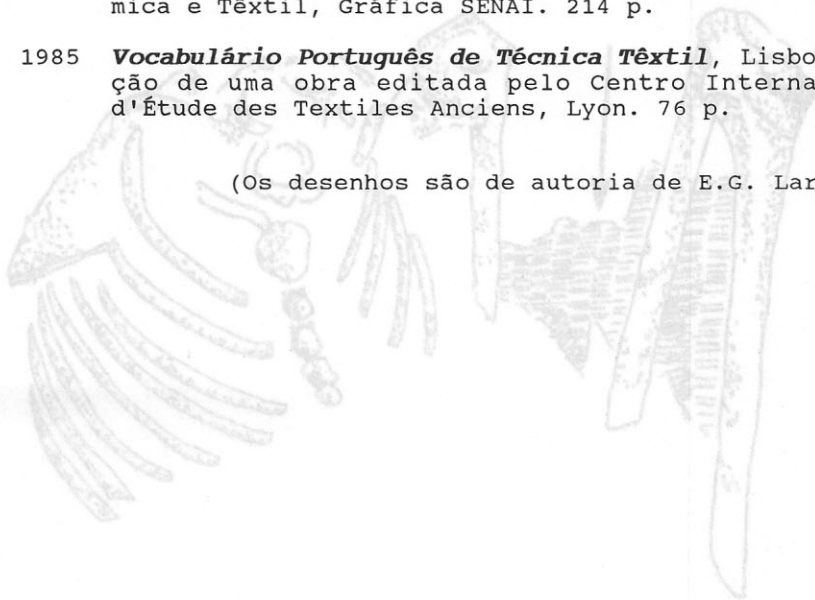 mica e Têxtil, Gráfica SENAI. 214 p.
1985 Vocabulário Português de Técnica Têxtil, Lisbo
ção de uma obra editada pelo Centro Interna
d'Étude des Textiles Anciens, Lyon. 76 p.
(Os desenhos são de autoria de E.G. Lar